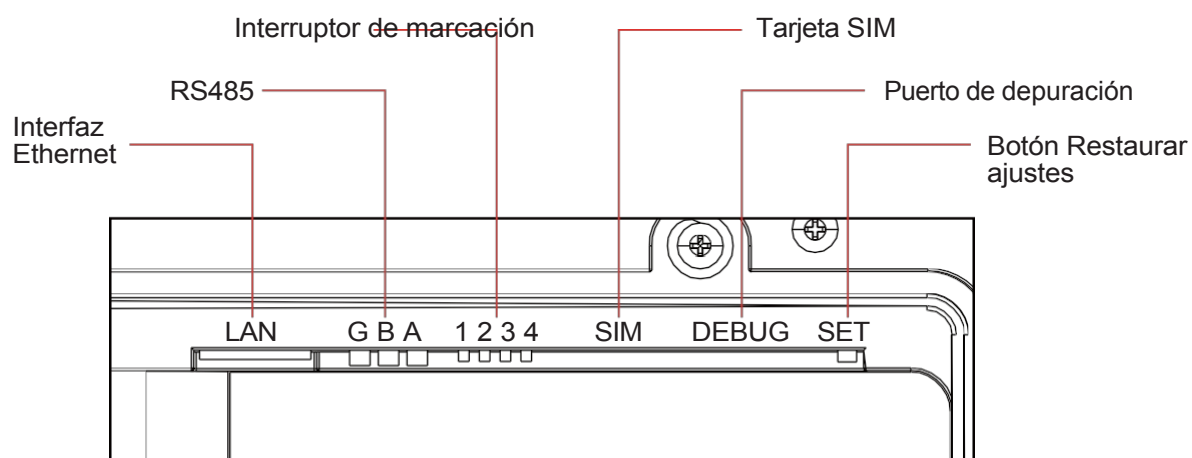 Interruptor de marcación
Tarjeta SIM
RS485
Puerto de depuración
Interfaz
Ethernet
Botón Restaurar
ajustes
LAN
G B A
1 2 3 4
SIM
DEBUG
SET